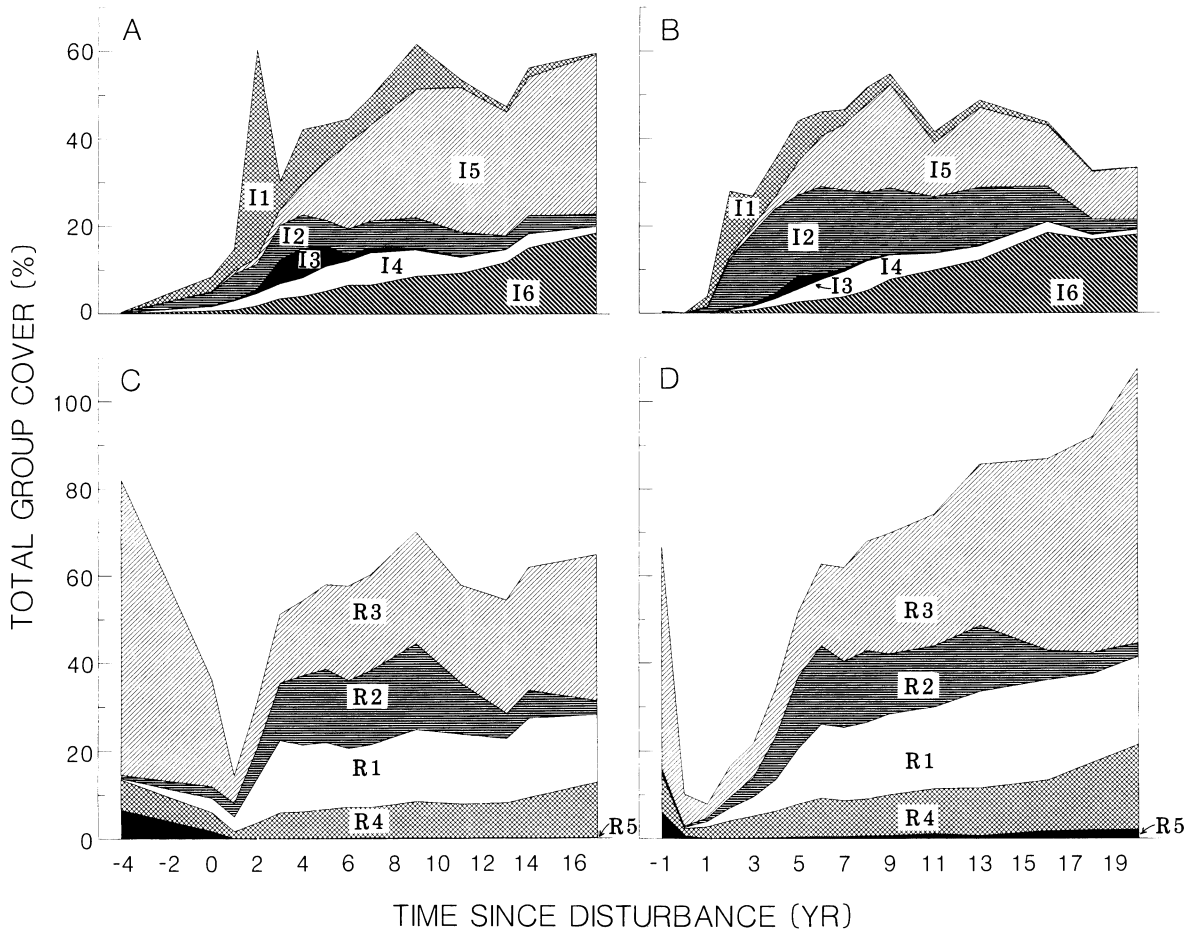 A
B
60
40
20
0
I1
I2
I3
I4
I5
I6
I1
I2
I3
I4
I5
I6
C
D
100
80
60
40
20
0
R3
R2
R1
R4
R5
R3
R2
R1
R4
R5
-4 -2 0 2 4 6 8 10 12 14 16
-1 1 3 5 7 9 11 13 15 17 19
TOTAL GROUP COVER (%)
TIME SINCE DISTURBANCE (YR)